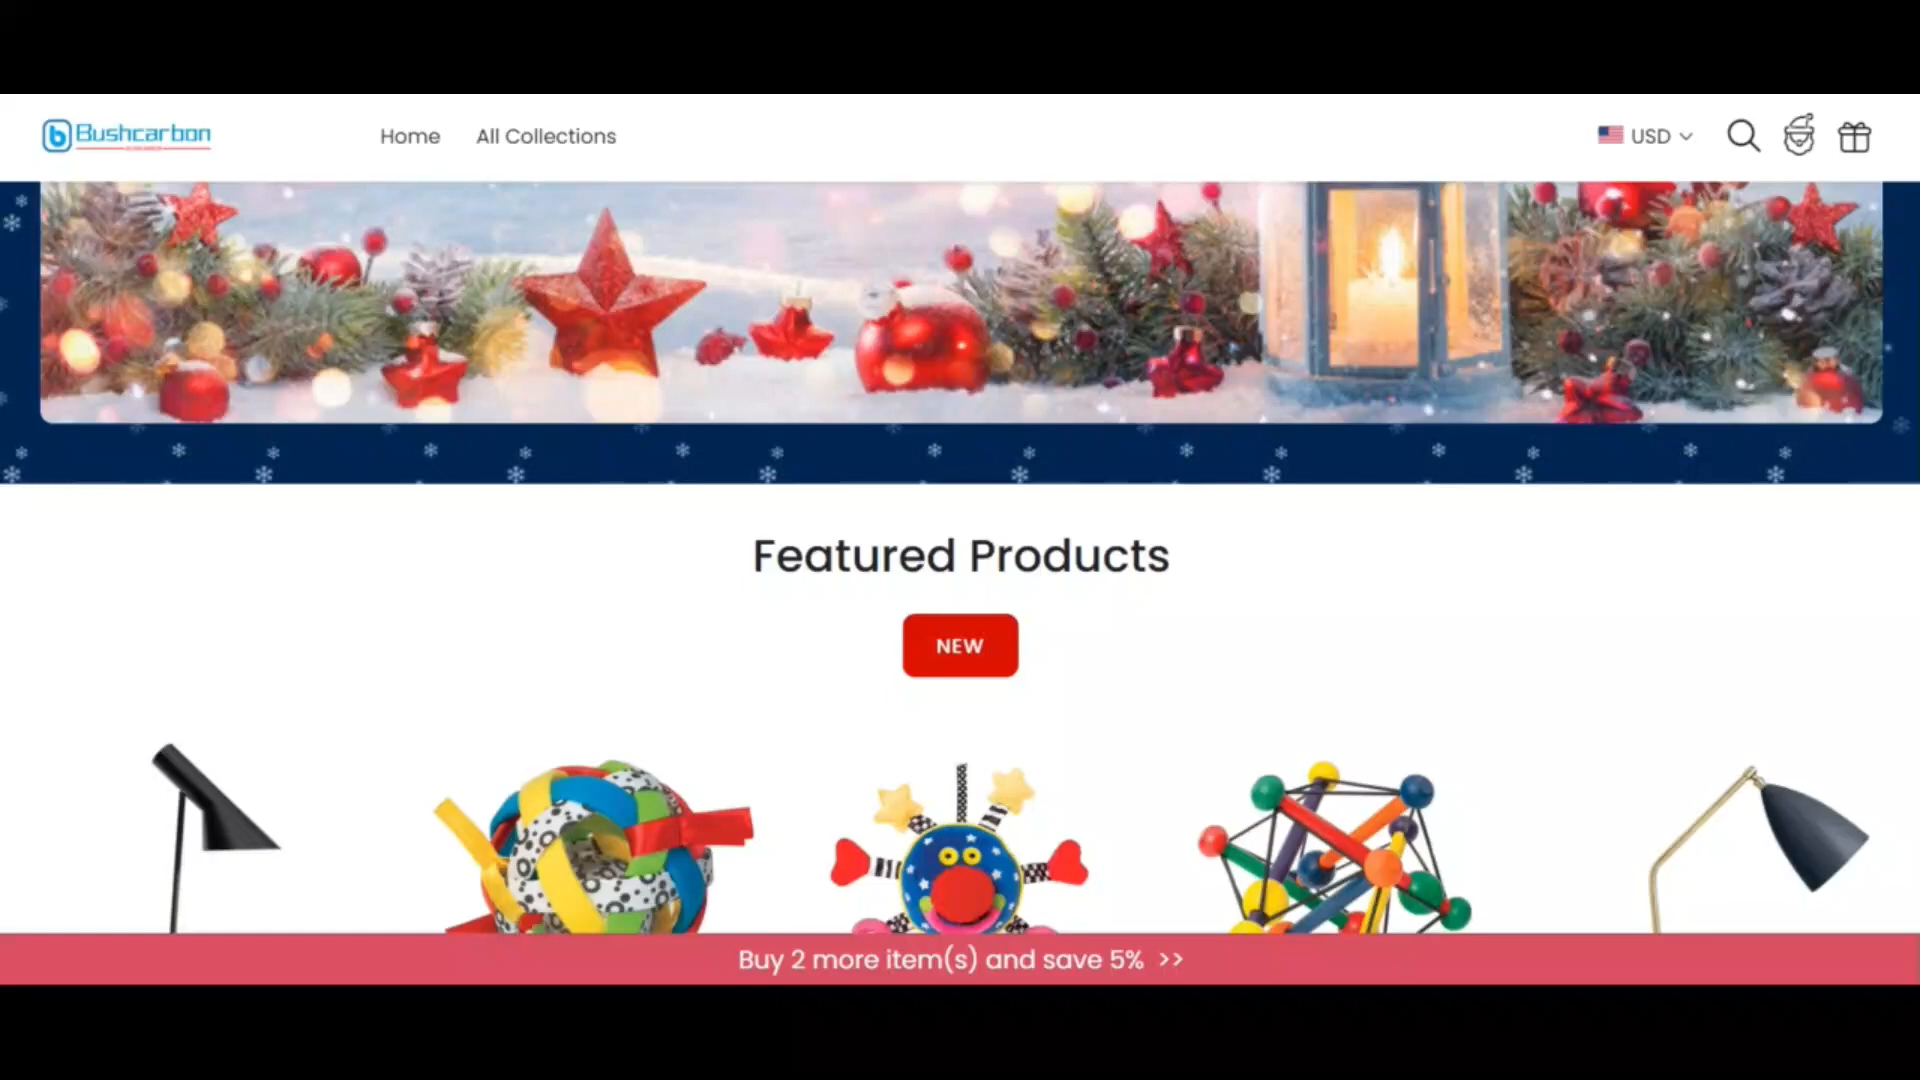 Bushcarbon
Home
All Collections
USD
Featured Products
NEW
Buy 2 more item(s) and save 5% >>